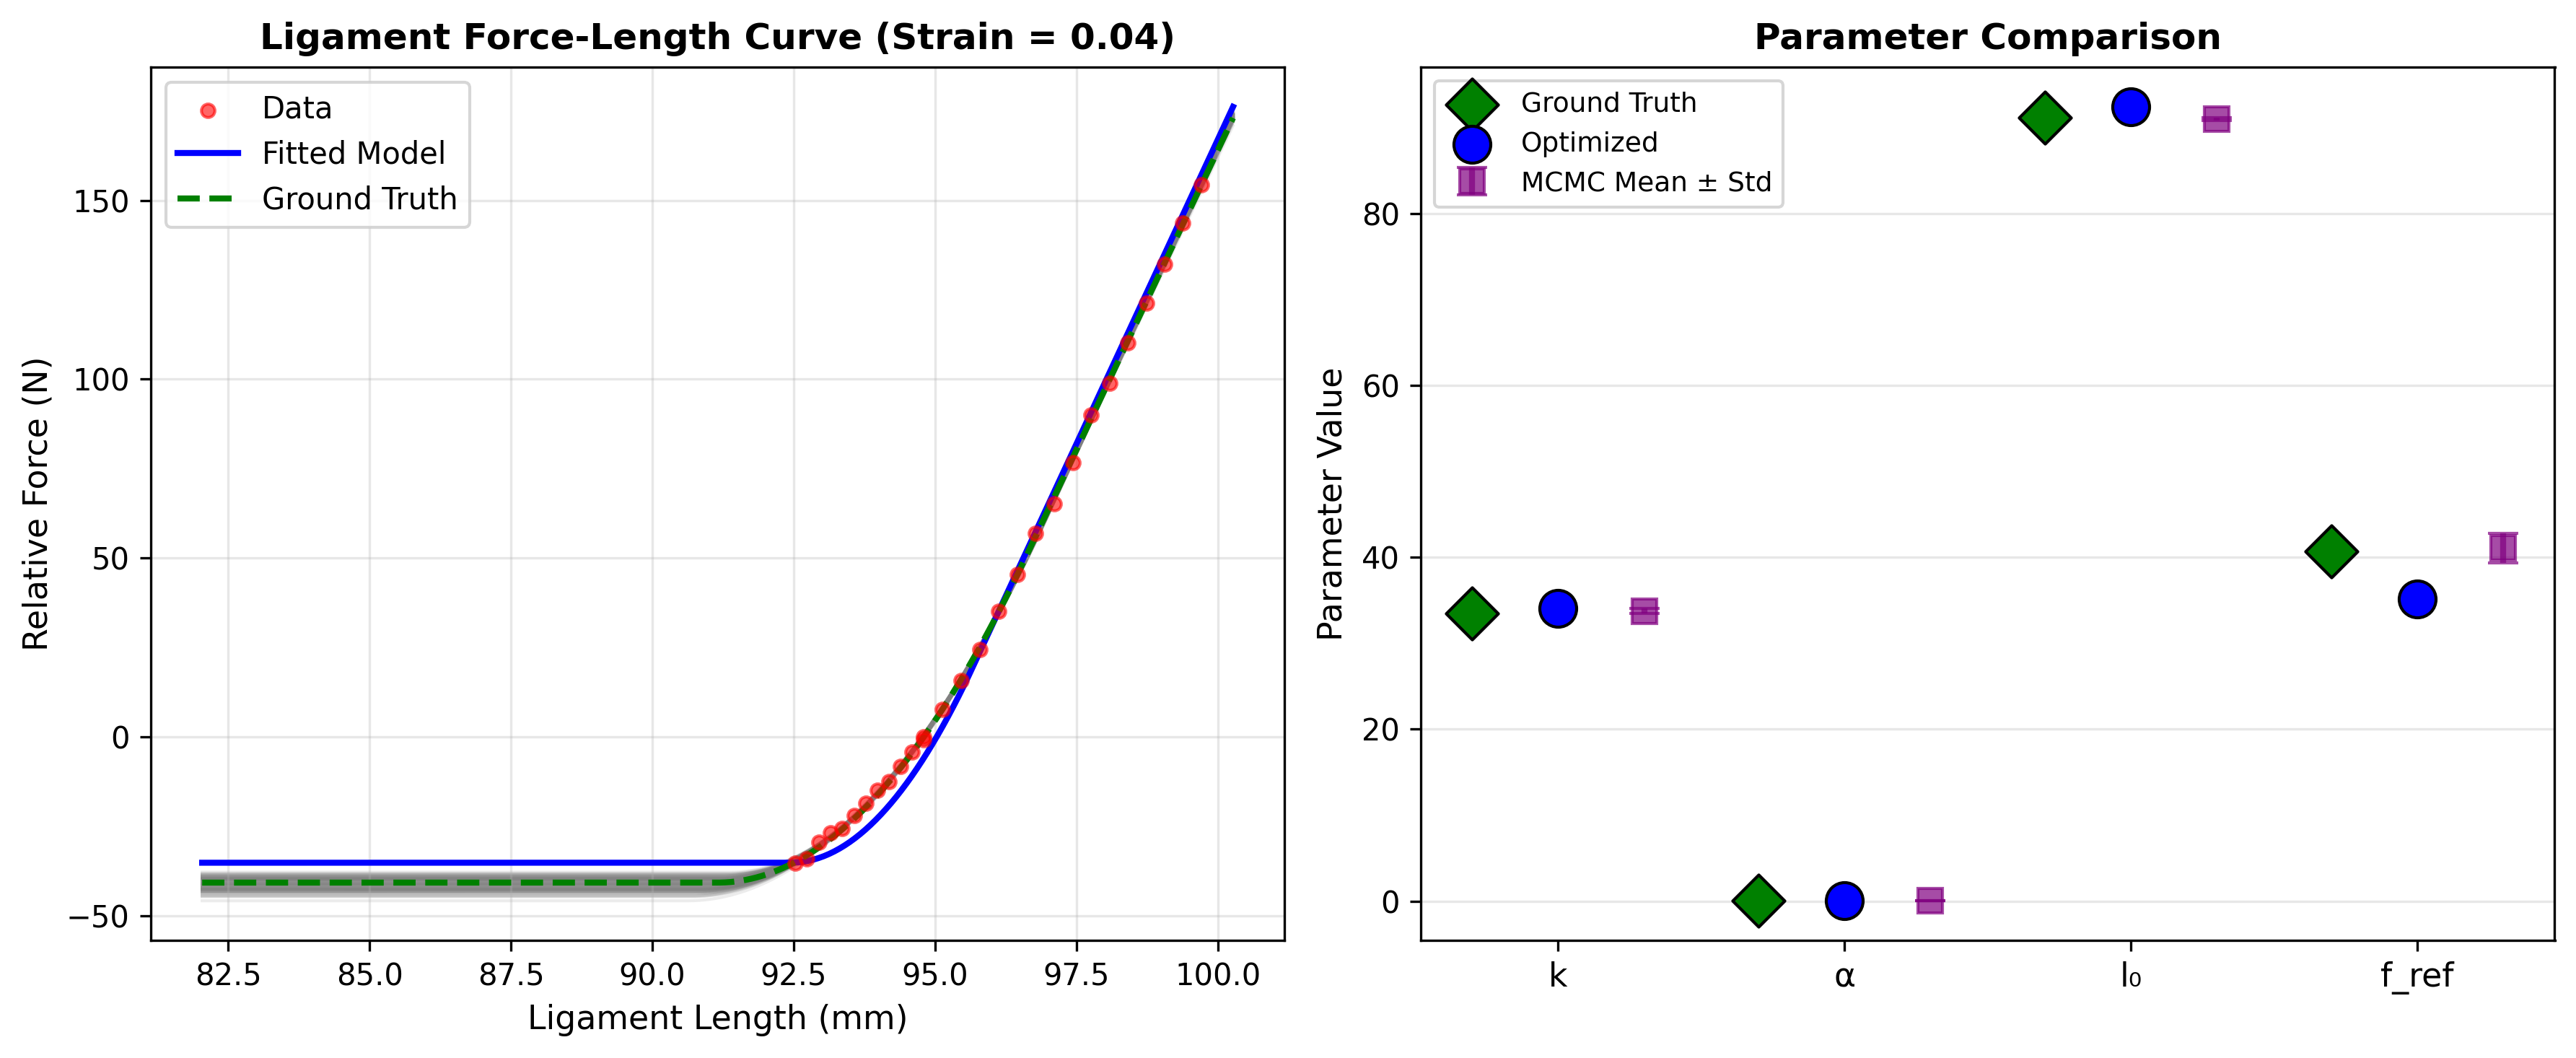 Ligament Force-Length Curve (Strain = 0.04)
Data
Fitted Model
Ground Truth
Relative Force (N)
150
100
50
0
−50
82.5 85.0 87.5 90.0 92.5 95.0 97.5 100.0
Ligament Length (mm)
Parameter Comparison
Ground Truth
Optimized
MCMC Mean ± Std
Parameter Value
80
60
40
20
0
k α l₀ f_ref